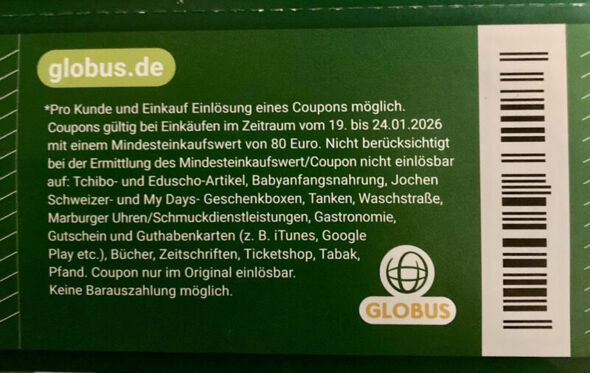 globus.de
*Pro Kunde und Einkauf Einlösung eines Coupons möglich.
Coupons gültig bei Einkäufen im Zeitraum vom 19. bis 24.01.2026
mit einem Mindesteinkaufswert von 80 Euro. Nicht berücksichtigt
bei der Ermittlung des Mindesteinkaufswert/Coupon nicht einlösbar
auf: Tchibo- und Eduscho-Artikel, Babyanfangsnahrung, Jochen
Schweizer- und My Days- Geschenkboxen, Tanken, Waschstraße,
Marburger Uhren/Schmuckdienstleistungen, Gastronomie,
Gutschein und Guthabenkarten (z. B. iTunes, Google
Play etc.), Bücher, Zeitschriften, Ticketshop, Tabak,
Pfand. Coupon nur im Original einlösbar.
Keine Barauszahlung möglich.
GLOBUS